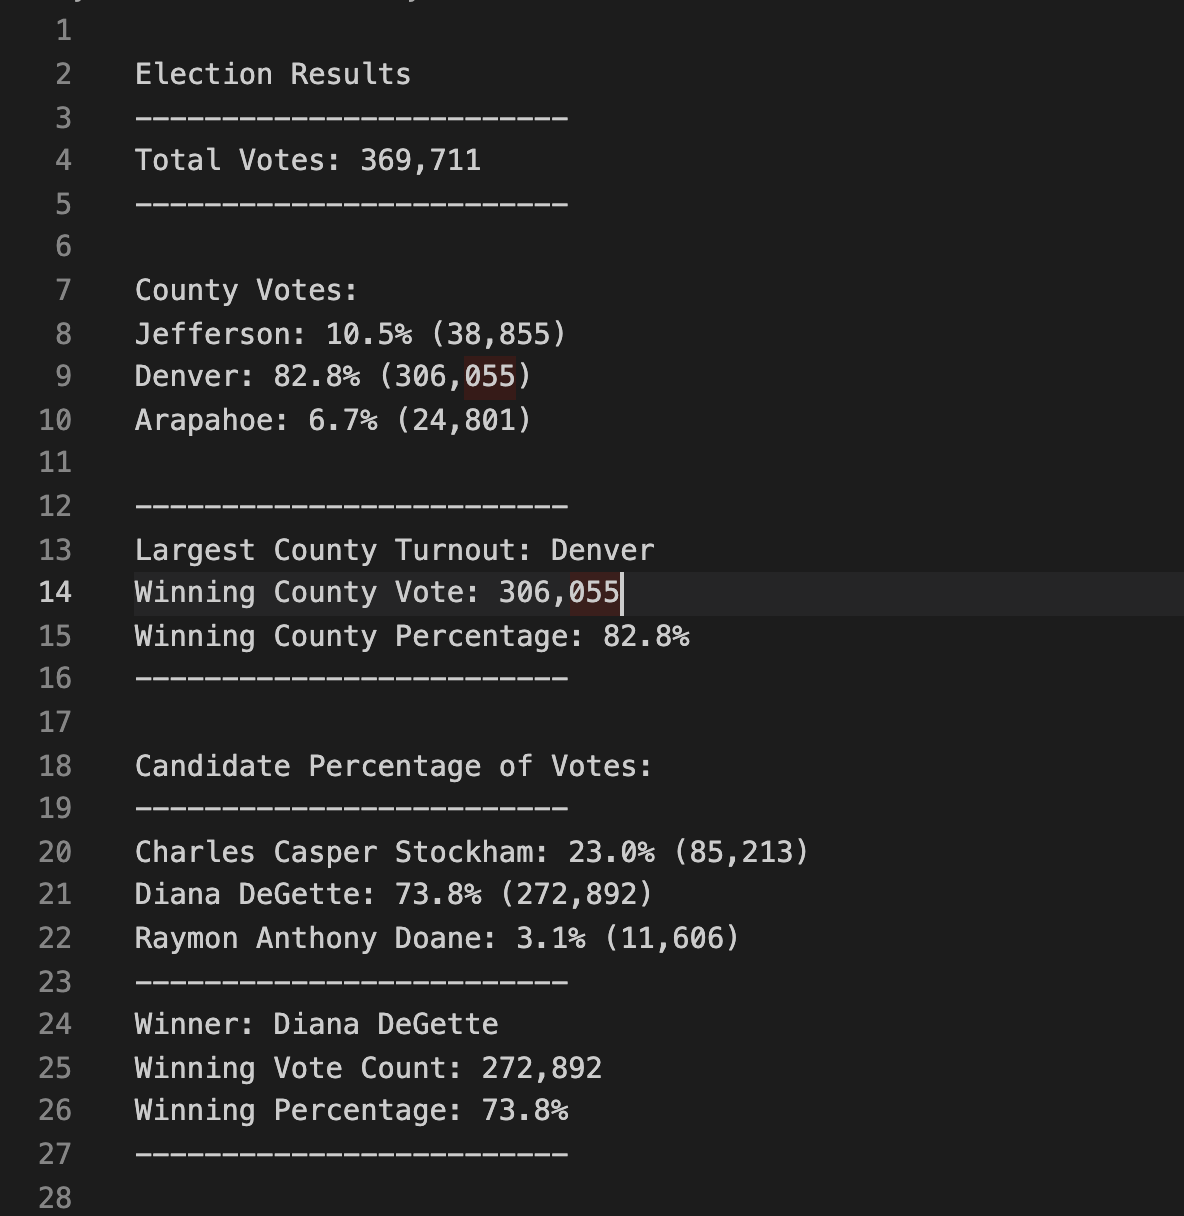 1
2 Election Results
3 -------------------------
4 Total Votes: 369,711
5 -------------------------
6
7 County Votes:
8 Jefferson: 10.5% (38,855)
9 Denver: 82.8% (306,055)
10 Arapahoe: 6.7% (24,801)
11
12 -------------------------
13 Largest County Turnout: Denver
14 Winning County Vote: 306,055
15 Winning County Percentage: 82.8%
16 -------------------------
17
18 Candidate Percentage of Votes:
19 -------------------------
20 Charles Casper Stockham: 23.0% (85,213)
21 Diana DeGette: 73.8% (272,892)
22 Raymon Anthony Doane: 3.1% (11,606)
23 -------------------------
24 Winner: Diana DeGette
25 Winning Vote Count: 272,892
26 Winning Percentage: 73.8%
27 -------------------------
28